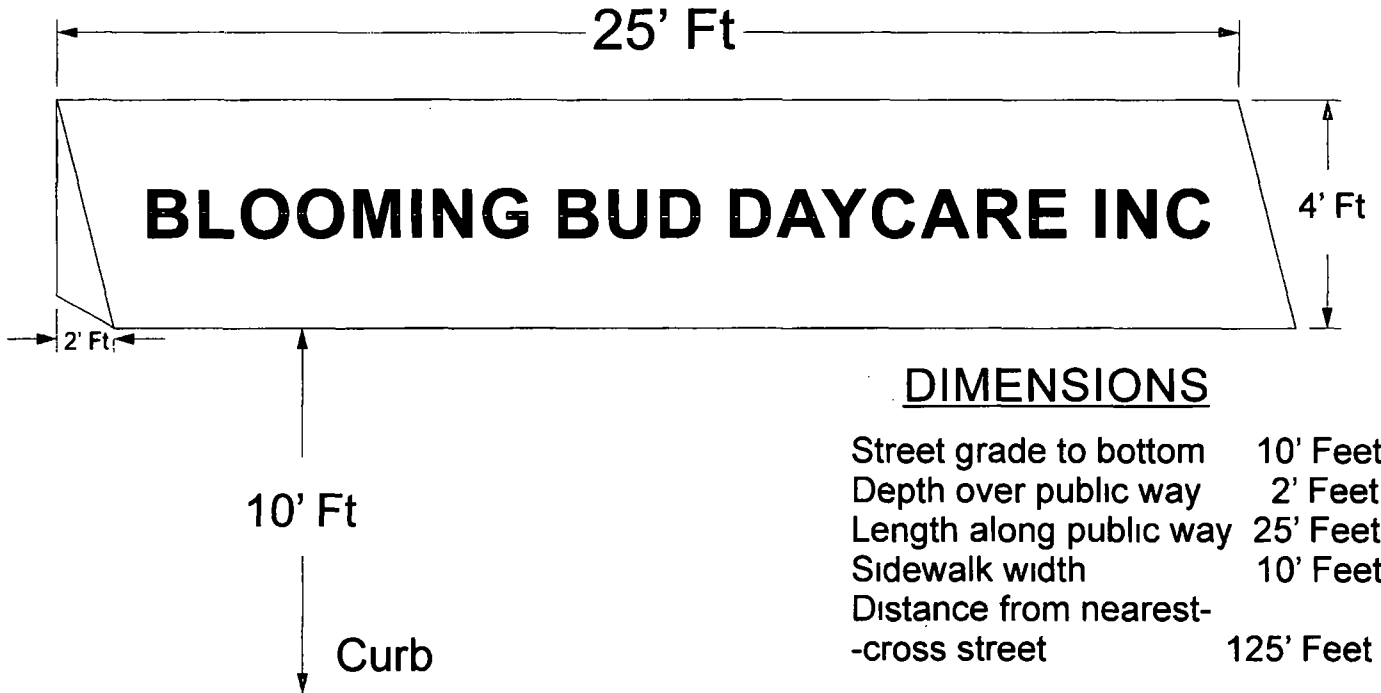 25' Ft
BLOOMING BUD DAYCARE INC
4' Ft
2' Ft
DIMENSIONS
Street grade to bottom 10' Feet
Depth over public way 2' Feet
Length along public way 25' Feet
Sidewalk width 10' Feet
Distance from nearest-
-cross street 125' Feet
10' Ft
Curb